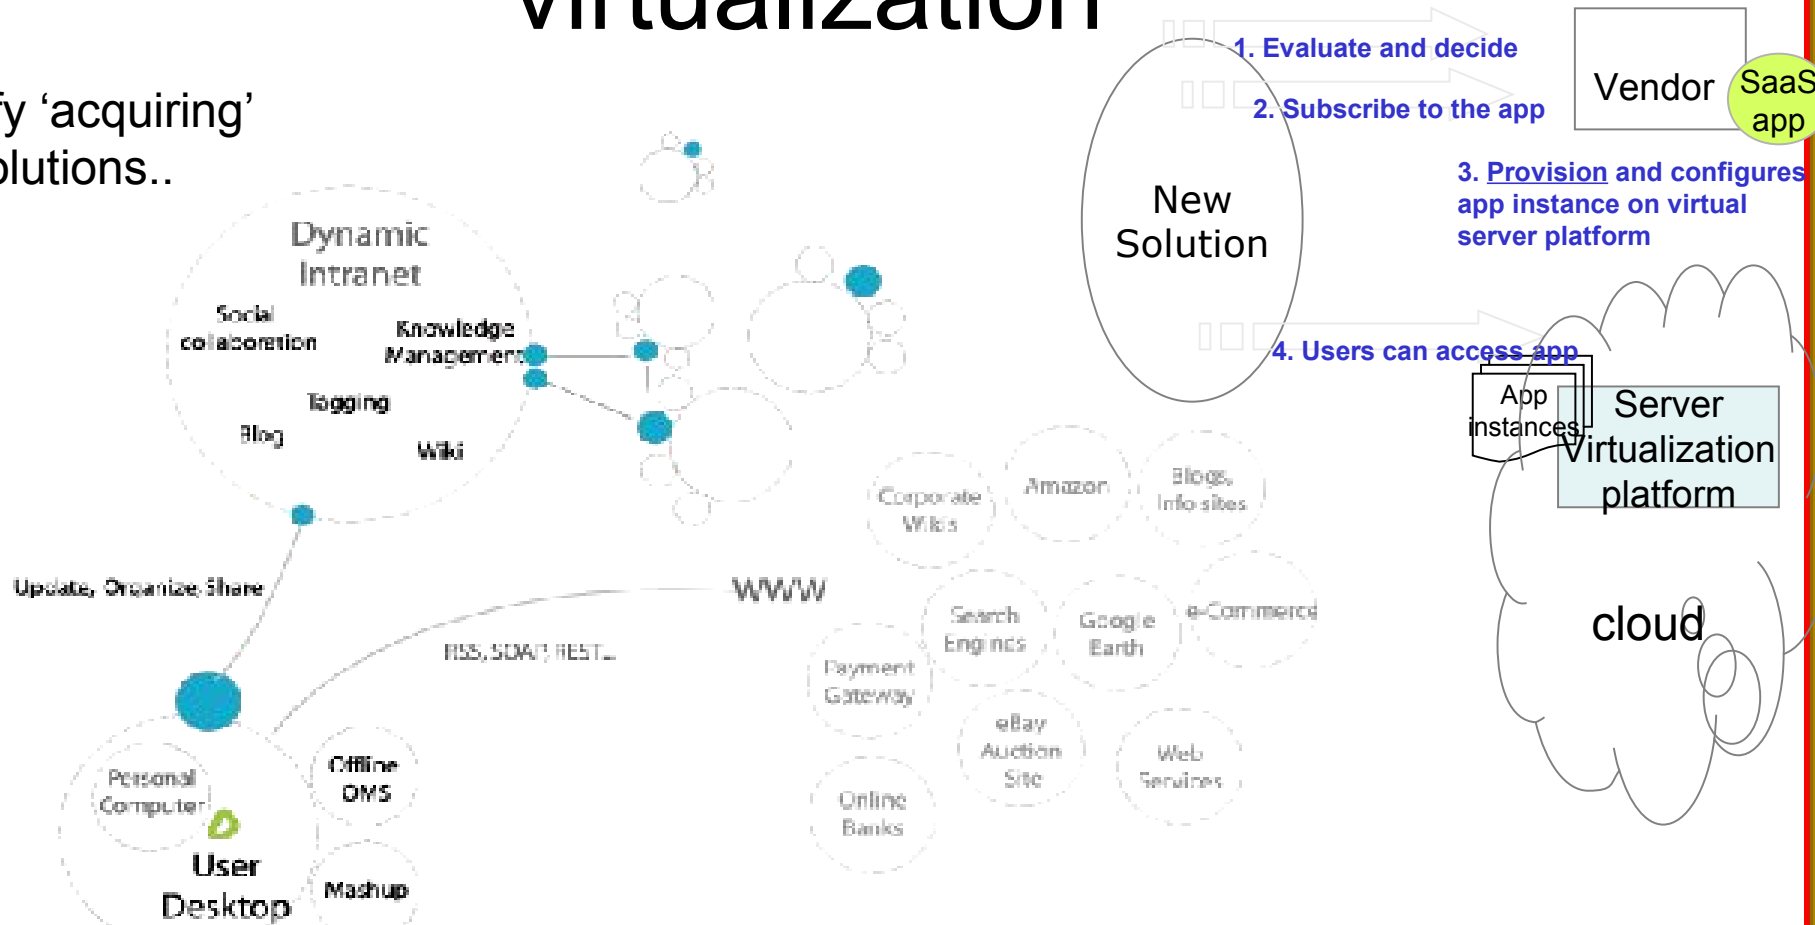 virtualization
fy ‘acquiring’
olutions..
1. Evaluate and decide
2. Subscribe to the app
Vendor
SaaS
app
3. Provision and configures
app instance on virtual
server platform
New
Solution
4. Users can access app
App
instances
Server
Virtualization
platform
cloud
Dynamic
Intranet
Social
collaboration
Knowledge
Management
Tagging
Blog
Wiki
Update, Organize, Share
WWW
RSS, SOAP, REST...
Corporate
Wikis
Amazon
Blogs,
Info sites
Search
Engines
Google
Earth
e-Commerce
Payment
Gateway
eBay
Auction
Site
Web
Services
Online
Banks
Personal
Computer
Offline
OMS
User
Desktop
Mashup